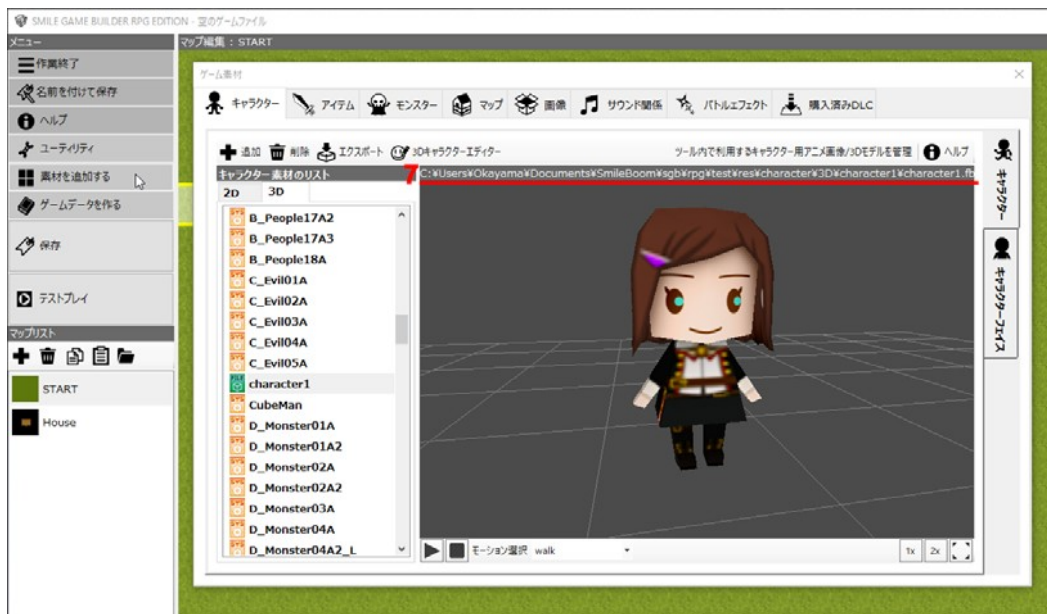 SMILE GAME BUILDER RPG EDITION - 空のゲームファイル
メニュー
作業終了
名前を付けて保存
ヘルプ
ユーティリティ
素材を追加する
ゲームデータを作る
保存
テストプレイ
マップリスト
START
House
マップ編集 : START
ゲーム素材
キャラクター アイテム モンスター マップ 画像 サウンド関係 バトルエフェクト 購入済みDLC
追加 削除 エクスポート 3Dキャラクターエディター ツール内で利用するキャラクター用アニメ画像/3Dモデルを管理 ヘルプ
キャラクター素材のリスト
7
C:¥Users¥Okayama¥Documents¥SmileBoom¥sgb¥rpg¥test¥res¥character¥3D¥character1¥character1.fb
2D 3D
B_People17A2
B_People17A3
B_People18A
C_Evil01A
C_Evil02A
C_Evil03A
C_Evil04A
C_Evil05A
character1
CubeMan
D_Monster01A
D_Monster01A2
D_Monster02A
D_Monster02A2
D_Monster03A
D_Monster04A
D_Monster04A2_L
モーション選択 walk
1x 2x
キャラクター
キャラクターフェイス